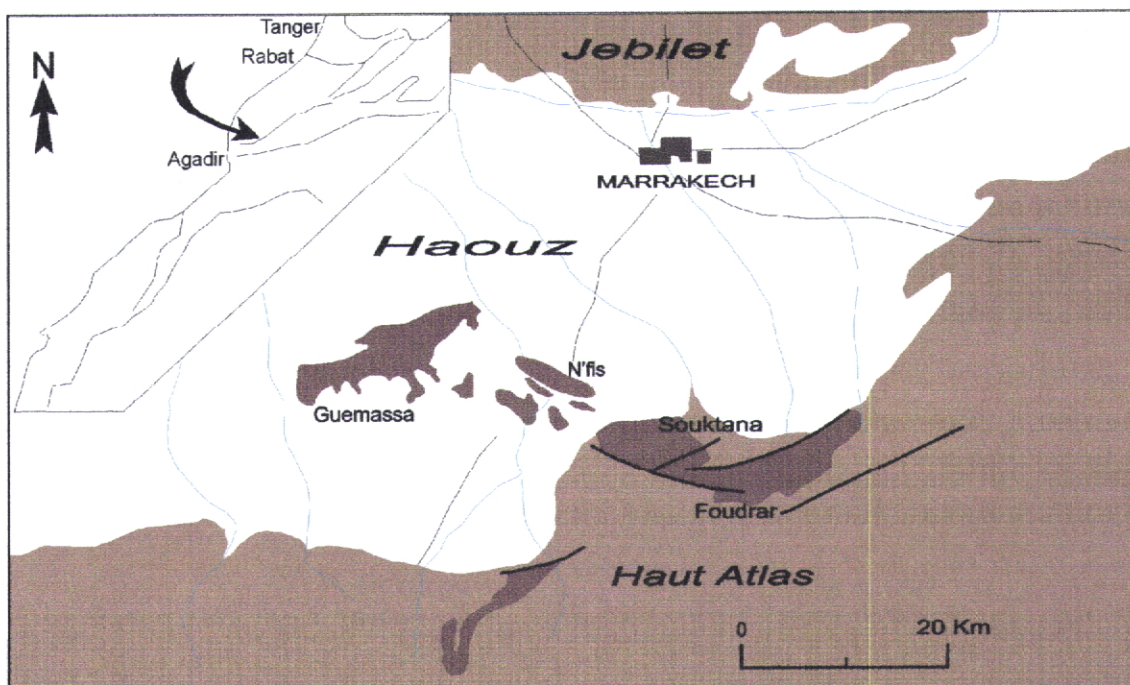 Tanger
Rabat
N
Agadir
Jebilet
MARRAKECH
Haouz
N'fis
Guemassa
Souktana
Foudrar
Haut Atlas
0 20 Km